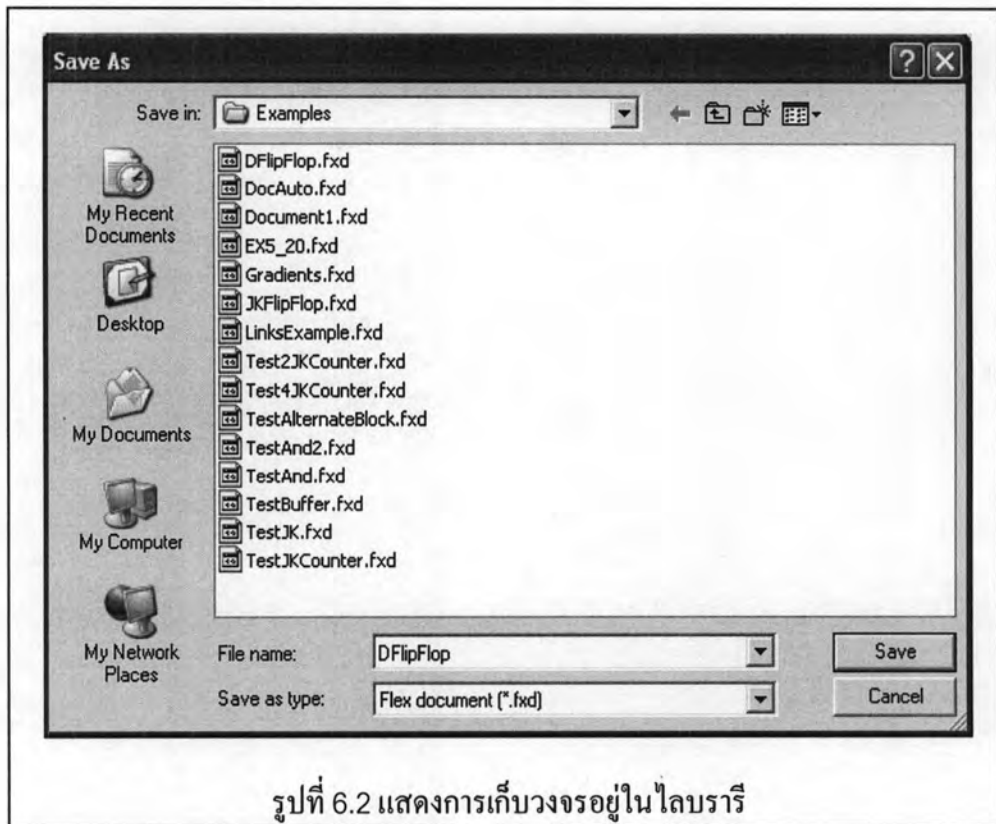 Save As
Save in: Examples
My Recent
Documents
Desktop
My Documents
My Computer
My Network
Places
DFlipFlop.fxd
DocAuto.fxd
Document1.fxd
EX5_20.fxd
Gradients.fxd
JKFlipFlop.fxd
LinksExample.fxd
Test2JKCounter.fxd
Test4JKCounter.fxd
TestAlternateBlock.fxd
TestAnd2.fxd
TestAnd.fxd
TestBuffer.fxd
TestJK.fxd
TestJKCounter.fxd
File name: DFlipFlop Save
Save as type: Flex document (*.fxd) Cancel
รูปที่ 6.2 แสดงการเก็บวงจรอยู่ในไลบรารี